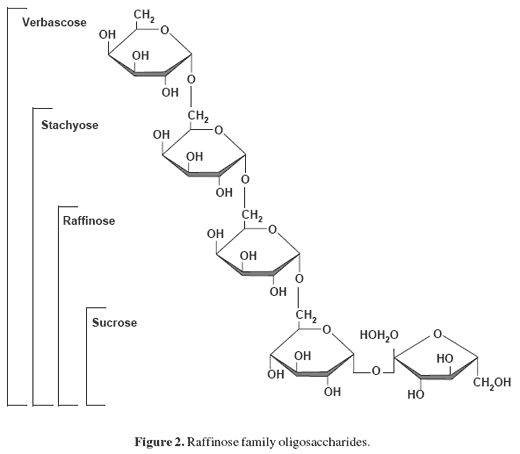 Verbascose
CH2
O
OH
OH
OH
O
CH2
Stachyose
OH
O
OH
OH
O
CH2
Raffinose
OH
O
OH
OH
O
CH2
Sucrose
O
HOH2O
O
OH
OH
HO
O
CH2OH
OH
HO
Figure 2. Raffinose family oligosaccharides.